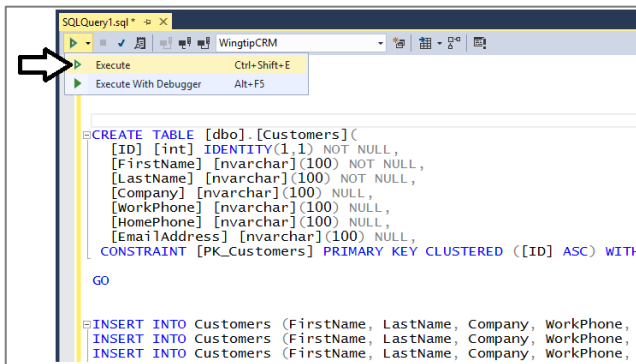 SQLQuery1.sql*
WingtipCRM
Execute Ctrl+Shift+E
Execute With Debugger Alt+F5
CREATE TABLE [dbo].[Customers](
[ID] [int] IDENTITY(1,1) NOT NULL,
[FirstName] [nvarchar](100) NOT NULL,
[LastName] [nvarchar](100) NOT NULL,
[Company] [nvarchar](100) NULL,
[WorkPhone] [nvarchar](100) NULL,
[HomePhone] [nvarchar](100) NULL,
[EmailAddress] [nvarchar](100) NULL,
CONSTRAINT [PK_Customers] PRIMARY KEY CLUSTERED ([ID] ASC) WITH
GO
INSERT INTO Customers (FirstName, LastName, Company, WorkPhone,
INSERT INTO Customers (FirstName, LastName, Company, WorkPhone,
INSERT INTO Customers (FirstName, LastName, Company, WorkPhone,